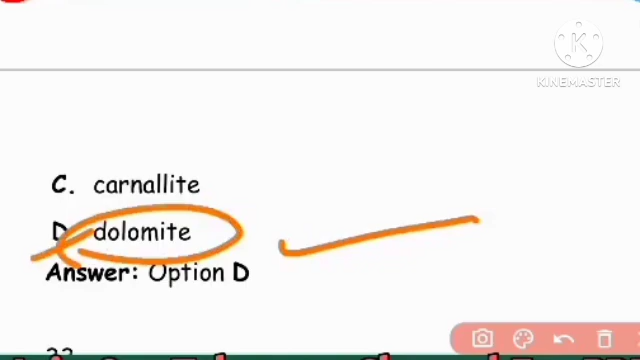 K
KINEMASTER
C. carnallite
D. dolomite
Answer: Option D